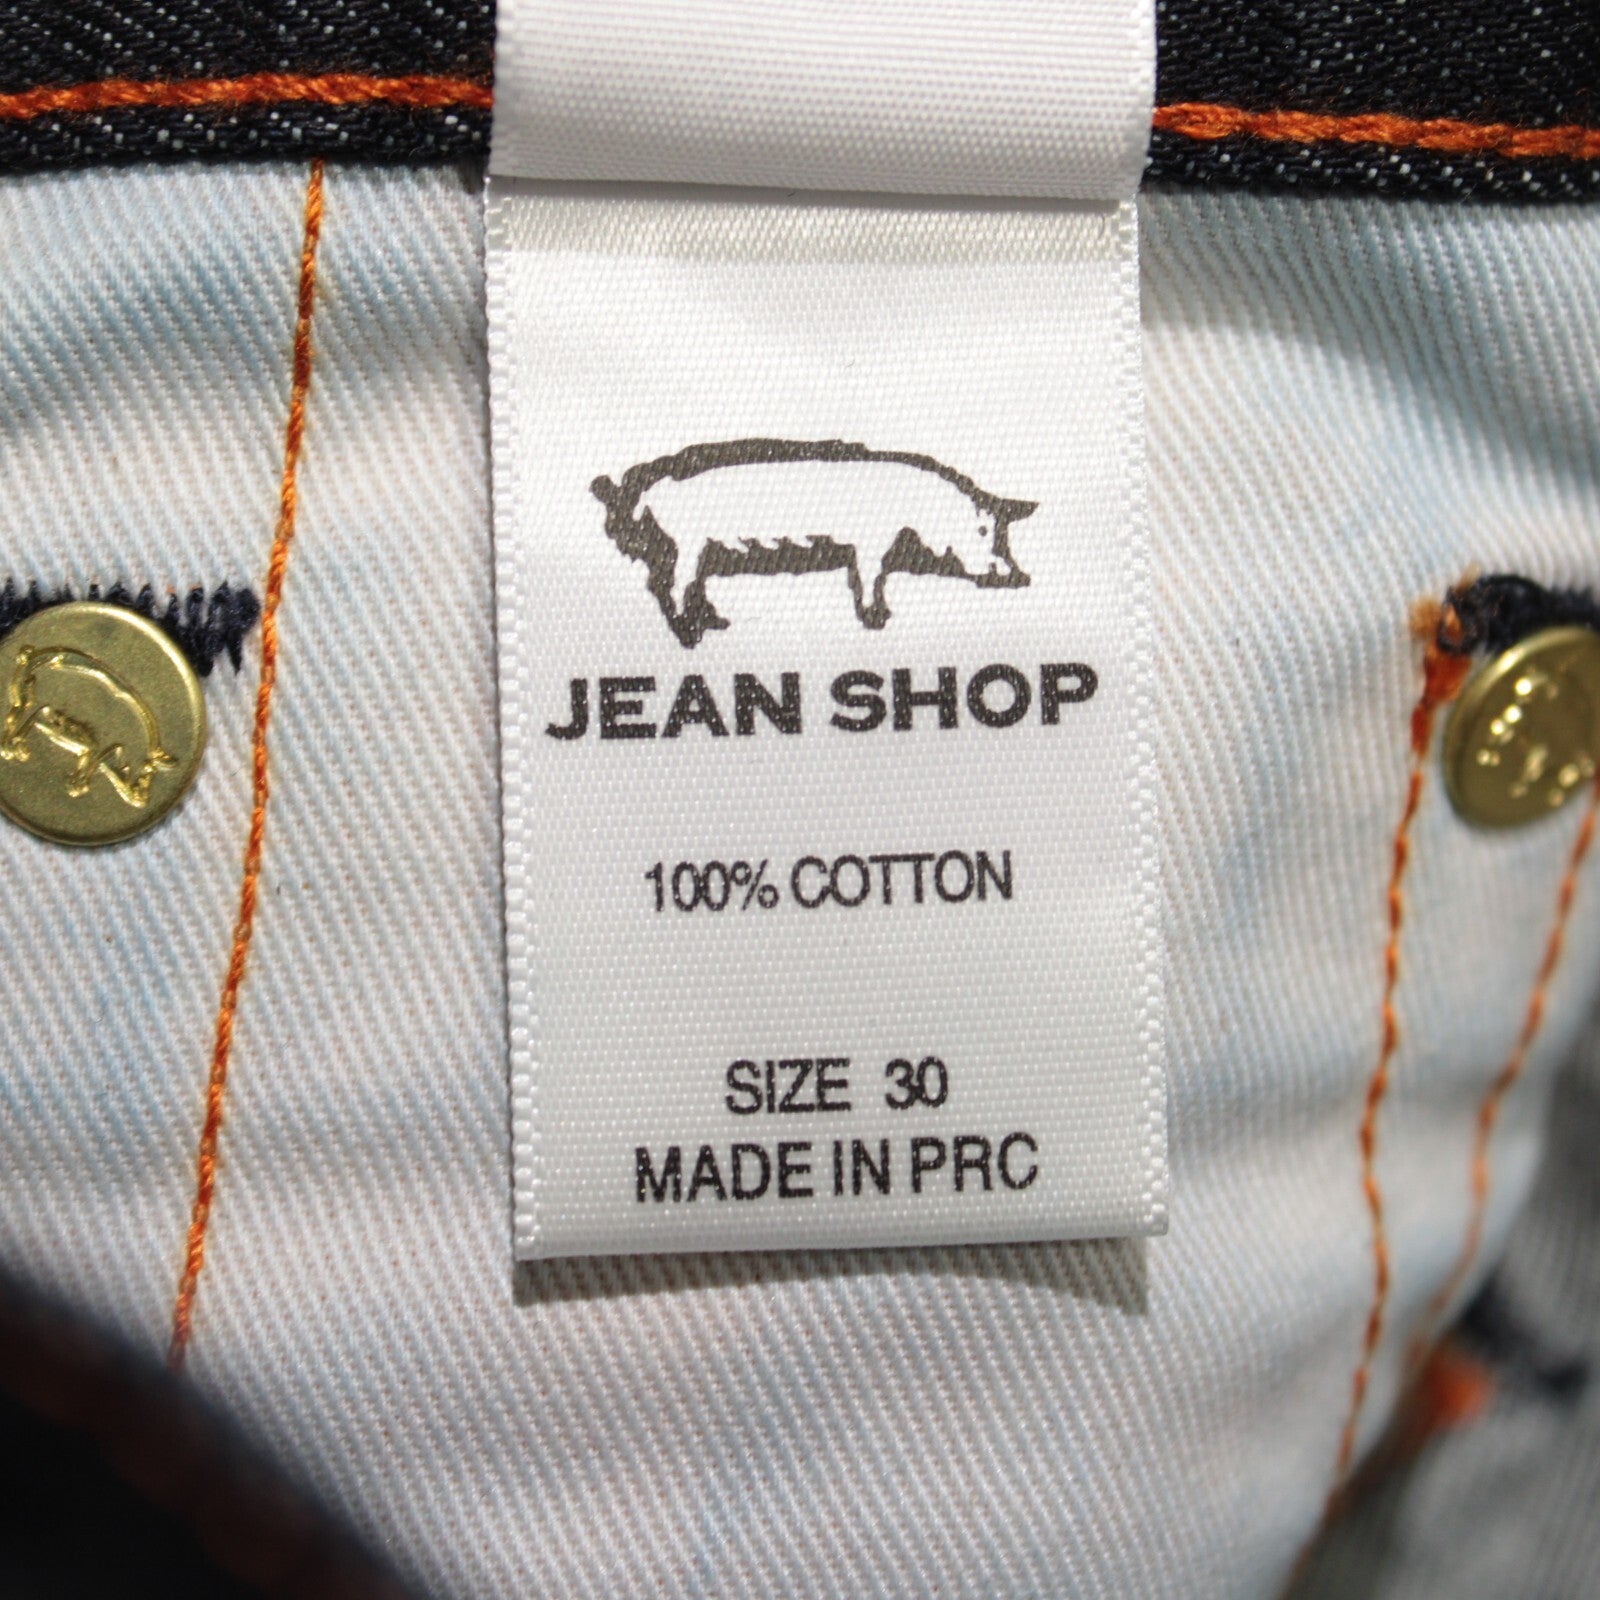 JEAN SHOP
100% COTTON
SIZE 30
MADE IN PRC